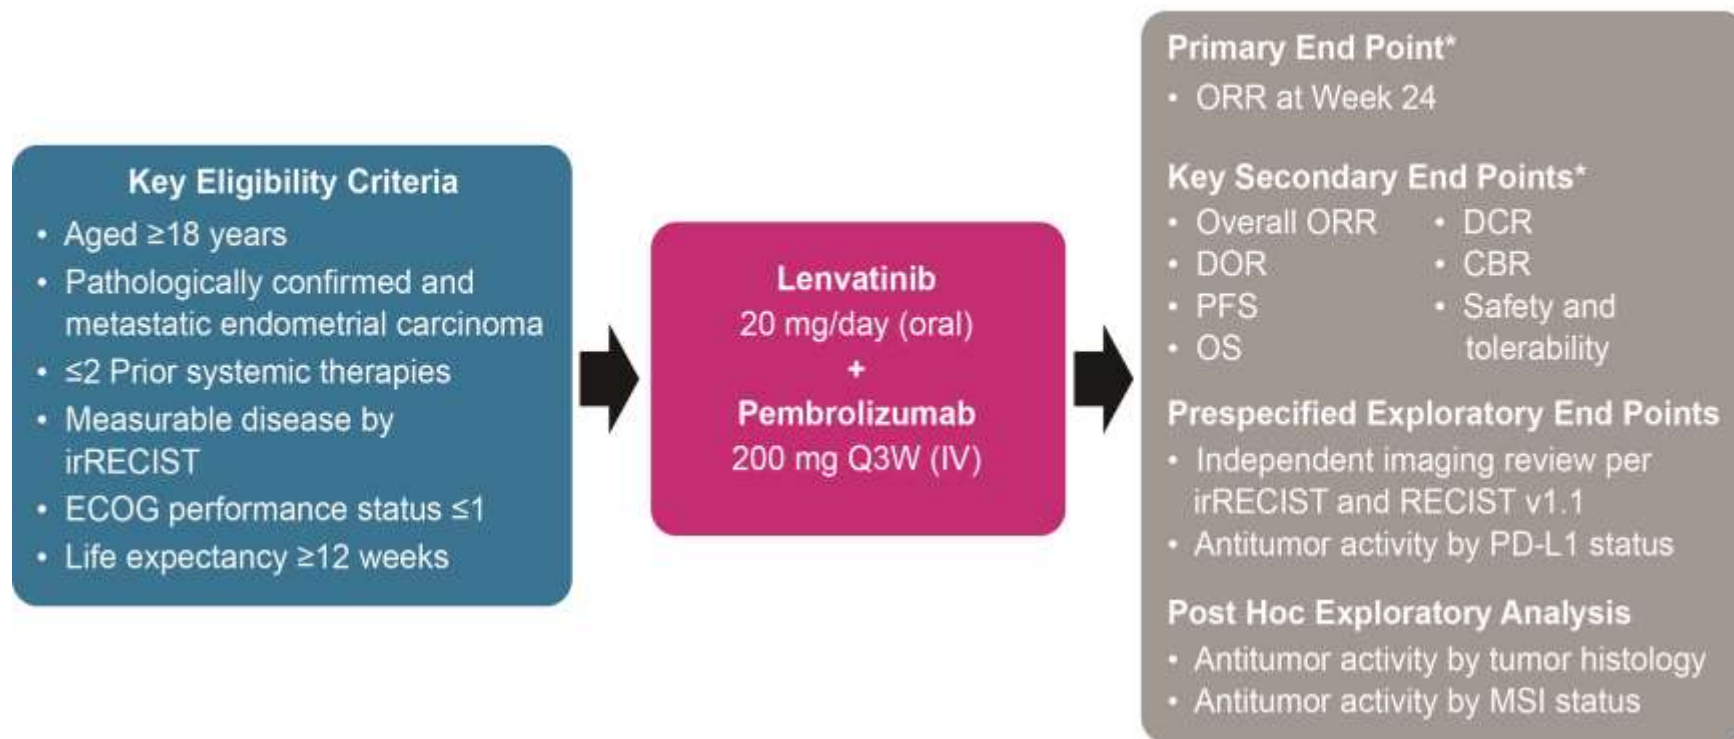 Key Eligibility Criteria
• Aged ≥18 years
• Pathologically confirmed and
metastatic endometrial carcinoma
• ≤2 Prior systemic therapies
• Measurable disease by
irRECIST
• ECOG performance status ≤1
• Life expectancy ≥12 weeks
Lenvatinib
20 mg/day (oral)
+
Pembrolizumab
200 mg Q3W (IV)
Primary End Point*
• ORR at Week 24
Key Secondary End Points*
• Overall ORR
• DOR
• PFS
• OS
• DCR
• CBR
• Safety and
tolerability
Prespecified Exploratory End Points
• Independent imaging review per
irRECIST and RECIST v1.1
• Antitumor activity by PD-L1 status
Post Hoc Exploratory Analysis
• Antitumor activity by tumor histology
• Antitumor activity by MSI status